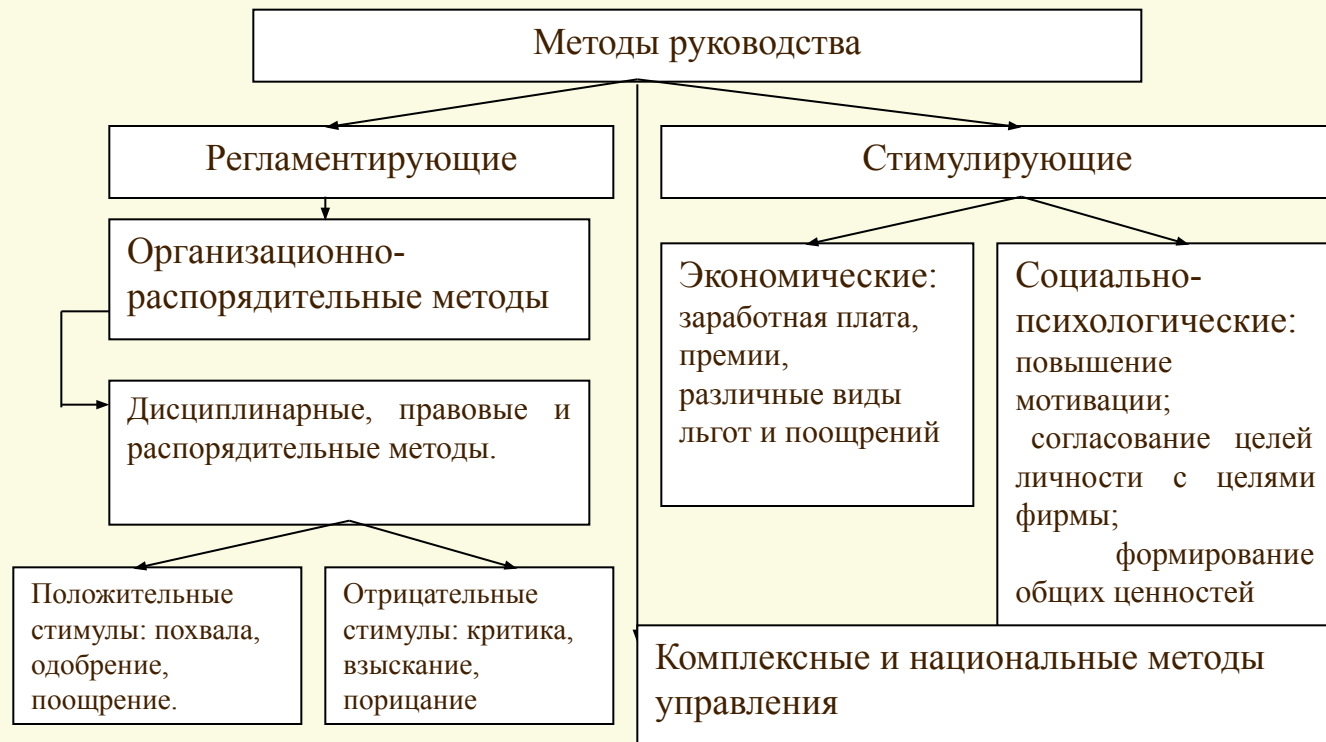 Методы руководства
Регламентирующие
Стимулирующие
Организационно-
распорядительные методы
Дисциплинарные, правовые и
распорядительные методы.
Положительные
стимулы: похвала,
одобрение,
поощрение.
Отрицательные
стимулы: критика,
взыскание,
порицание
Экономические:
заработная плата,
премии,
различные виды
льгот и поощрений
Социально-
психологические:
повышение
мотивации;
согласование целей
личности с целями
фирмы;
формирование
общих ценностей
Комплексные и национальные методы
управления